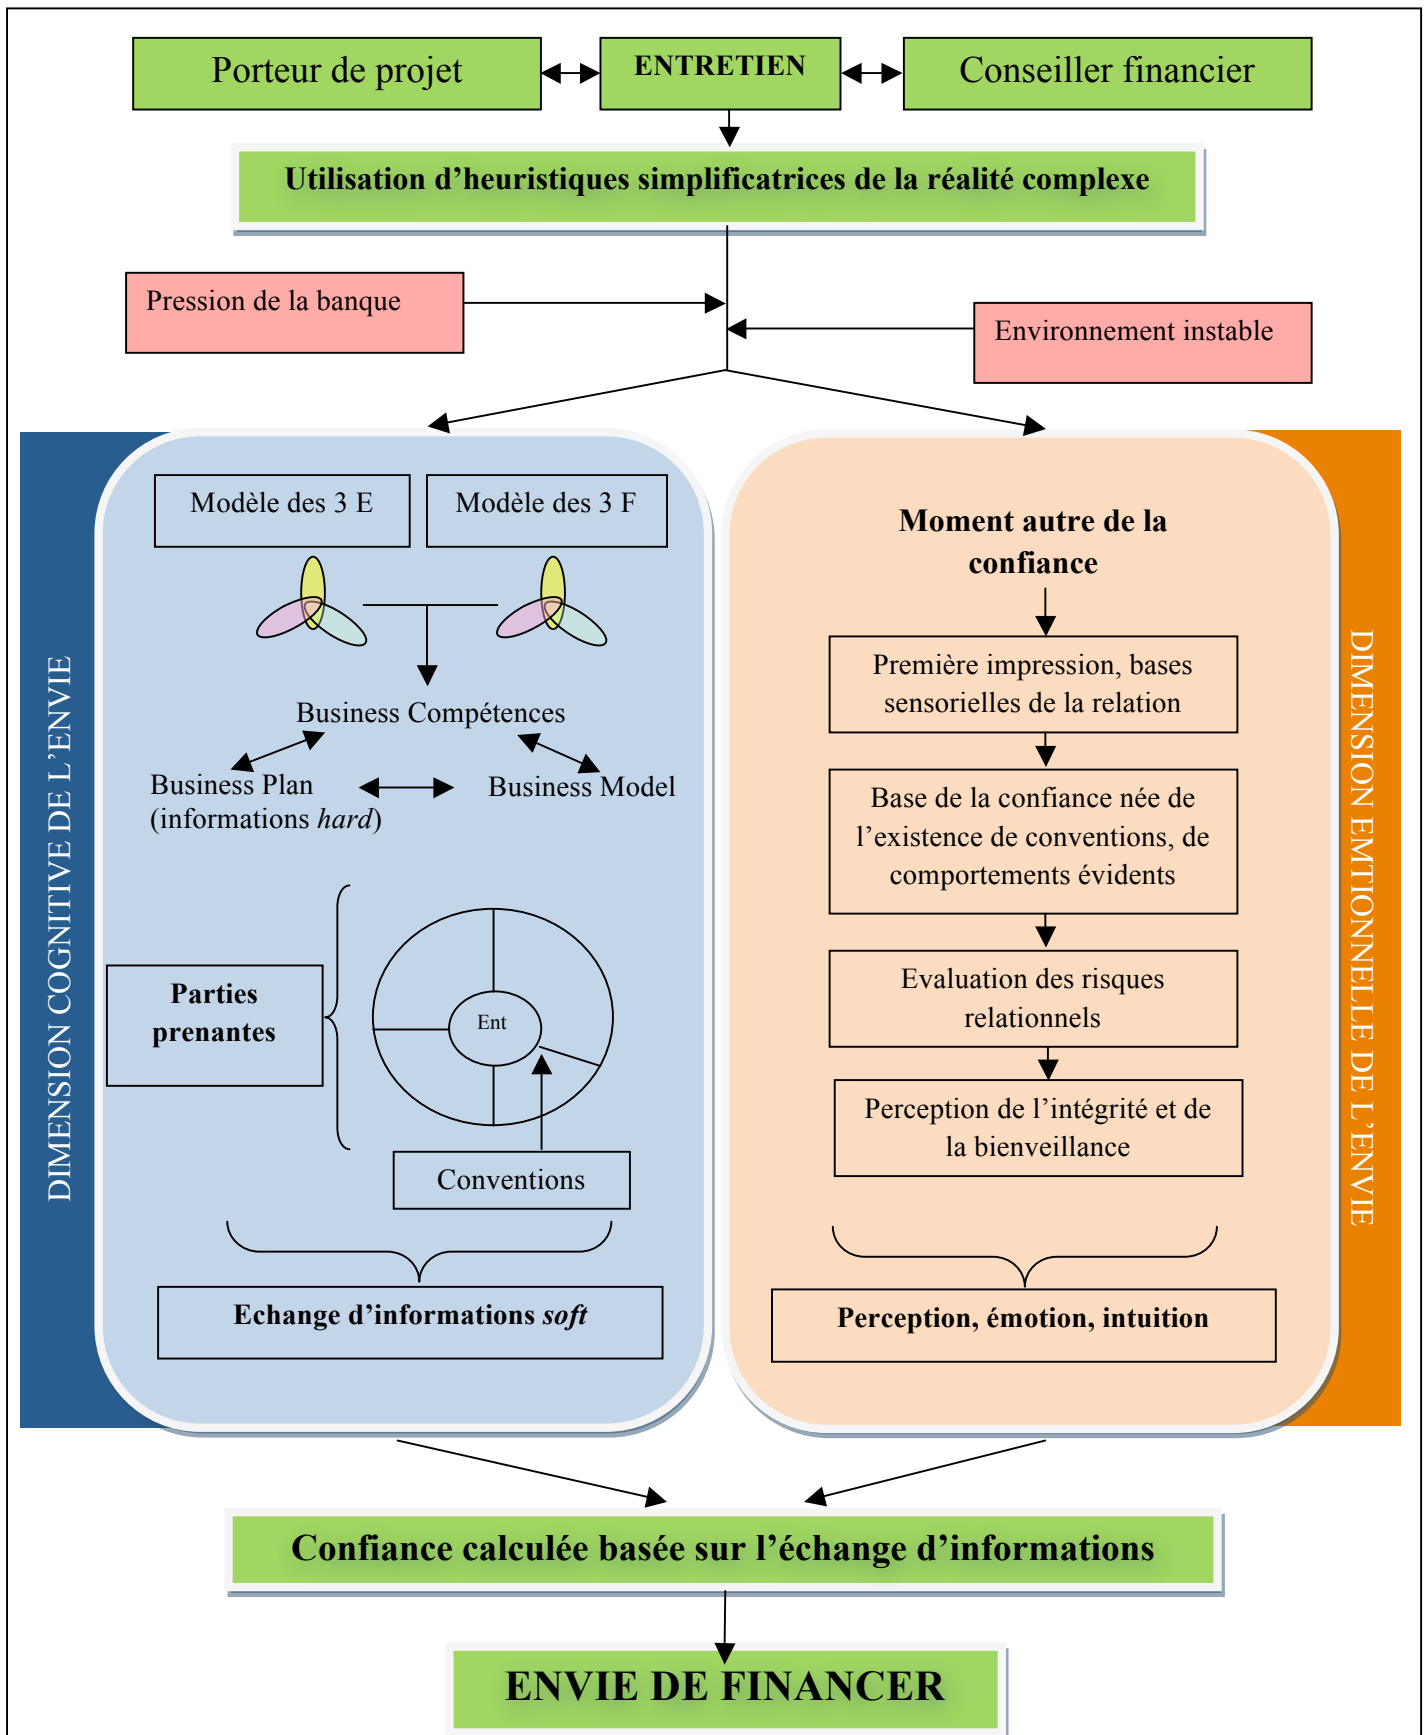 Porteur de projet
ENTRETIEN
Conseiller financier
Utilisation d’heuristiques simplificatrices de la réalité complexe
Pression de la banque
Environnement instable
DIMENSION COGNITIVE DE L’ENVIE
Modèle des 3 E
Modèle des 3 F
Business Compétences
Business Plan
(informations hard)
Business Model
Parties
prenantes
Ent
Conventions
Echange d’informations soft
Moment autre de la
confiance
Première impression, bases
sensorielles de la relation
Base de la confiance née de
l’existence de conventions, de
comportements évidents
Evaluation des risques
relationnels
Perception de l’intégrité et de
la bienveillance
Perception, émotion, intuition
DIMENSION EMTIONNELLE DE L’ENVIE
Confiance calculée basée sur l’échange d’informations
ENVIE DE FINANCER